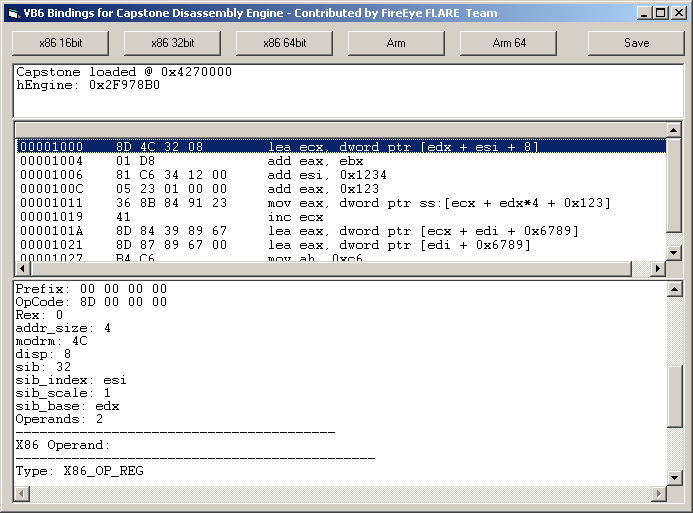 VB6 Bindings for Capstone Disassembly Engine - Contributed by FireEye FLARE Team
x86 16bit x86 32bit x86 64bit Arm Arm 64 Save
Capstone loaded @ 0x4270000
hEngine: 0x2F978B0
00001000 8D 4C 32 08 lea ecx, dword ptr [edx + esi + 8]
00001004 01 D8 add eax, ebx
00001006 81 C6 34 12 00 add esi, 0x1234
0000100C 05 23 01 00 00 add eax, 0x123
00001011 36 8B 84 91 23 mov eax, dword ptr ss:[ecx + edx*4 + 0x123]
00001019 41 inc ecx
0000101A 8D 84 39 89 67 lea eax, dword ptr [ecx + edi + 0x6789]
00001021 8D 87 89 67 00 lea eax, dword ptr [edi + 0x6789]
00001027 B4 C6 mov ah, 0xc6
Prefix: 00 00 00 00
OpCode: 8D 00 00 00
Rex: 0
addr_size: 4
modrm: 4C
disp: 8
sib: 32
sib_index: esi
sib_scale: 1
sib_base: edx
Operands: 2
----------------------------------------
X86 Operand:
---------------------------------------------
Type: X86_OP_REG